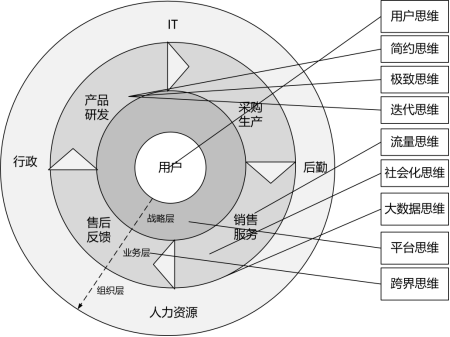 IT
用户思维
简约思维
极致思维
产品
研发
采购
生产
迭代思维
流量思维
行政
用户
后勤
社会化思维
大数据思维
售后
反馈
战略层
销售
服务
业务层
平台思维
组织层
跨界思维
人力资源